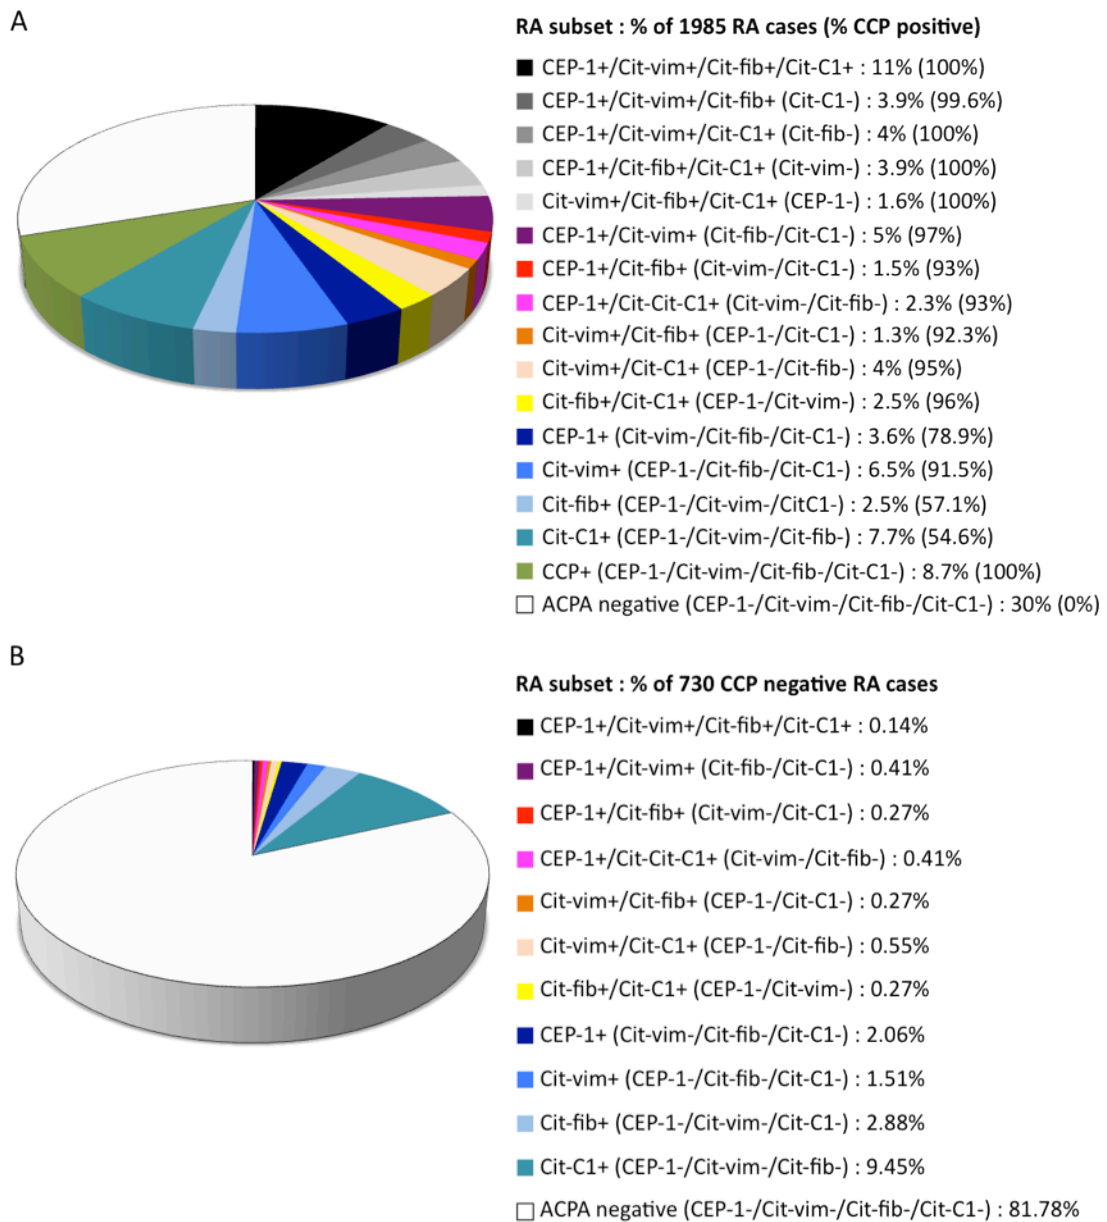 A
RA subset : % of 1985 RA cases (% CCP positive)
CEP-1+/Cit-vim+/Cit-fib+/Cit-C1+ : 11% (100%)
CEP-1+/Cit-vim+/Cit-fib+ (Cit-C1-) : 3.9% (99.6%)
CEP-1+/Cit-vim+/Cit-C1+ (Cit-fib-) : 4% (100%)
CEP-1+/Cit-fib+/Cit-C1+ (Cit-vim-) : 3.9% (100%)
Cit-vim+/Cit-fib+/Cit-C1+ (CEP-1-) : 1.6% (100%)
CEP-1+/Cit-vim+ (Cit-fib-/Cit-C1-) : 5% (97%)
CEP-1+/Cit-fib+ (Cit-vim-/Cit-C1-) : 1.5% (93%)
CEP-1+/Cit-Cit-C1+ (Cit-vim-/Cit-fib-) : 2.3% (93%)
Cit-vim+/Cit-fib+ (CEP-1-/Cit-C1-) : 1.3% (92.3%)
Cit-vim+/Cit-C1+ (CEP-1-/Cit-fib-) : 4% (95%)
Cit-fib+/Cit-C1+ (CEP-1-/Cit-vim-) : 2.5% (96%)
CEP-1+ (Cit-vim-/Cit-fib-/Cit-C1-) : 3.6% (78.9%)
Cit-vim+ (CEP-1-/Cit-fib-/Cit-C1-) : 6.5% (91.5%)
Cit-fib+ (CEP-1-/Cit-vim-/CitC1-) : 2.5% (57.1%)
Cit-C1+ (CEP-1-/Cit-vim-/Cit-fib-) : 7.7% (54.6%)
CCP+ (CEP-1-/Cit-vim-/Cit-fib-/Cit-C1-) : 8.7% (100%)
ACPA negative (CEP-1-/Cit-vim-/Cit-fib-/Cit-C1-) : 30% (0%)
B
RA subset : % of 730 CCP negative RA cases
CEP-1+/Cit-vim+/Cit-fib+/Cit-C1+ : 0.14%
CEP-1+/Cit-vim+ (Cit-fib-/Cit-C1-) : 0.41%
CEP-1+/Cit-fib+ (Cit-vim-/Cit-C1-) : 0.27%
CEP-1+/Cit-Cit-C1+ (Cit-vim-/Cit-fib-) : 0.41%
Cit-vim+/Cit-fib+ (CEP-1-/Cit-C1-) : 0.27%
Cit-vim+/Cit-C1+ (CEP-1-/Cit-fib-) : 0.55%
Cit-fib+/Cit-C1+ (CEP-1-/Cit-vim-) : 0.27%
CEP-1+ (Cit-vim-/Cit-fib-/Cit-C1-) : 2.06%
Cit-vim+ (CEP-1-/Cit-fib-/Cit-C1-) : 1.51%
Cit-fib+ (CEP-1-/Cit-vim-/Cit-C1-) : 2.88%
Cit-C1+ (CEP-1-/Cit-vim-/Cit-fib-) : 9.45%
ACPA negative (CEP-1-/Cit-vim-/Cit-fib-/Cit-C1-) : 81.78%